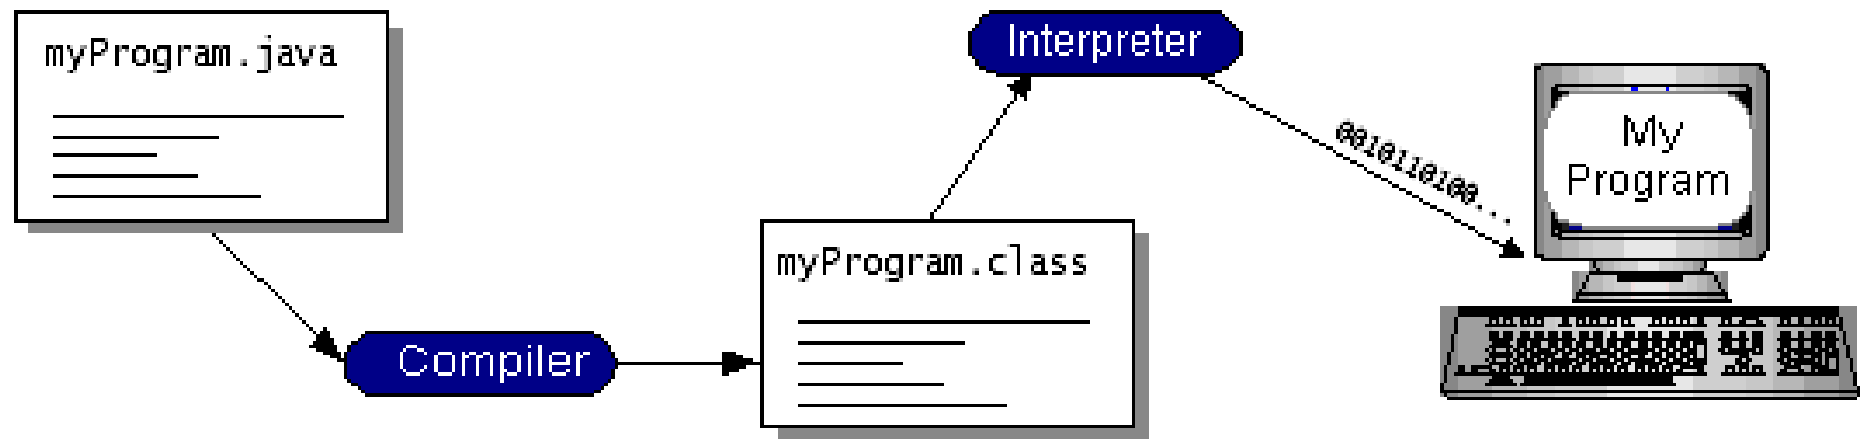 myProgram.java
Compiler
myProgram.class
Interpreter
0010110100...
My
Program